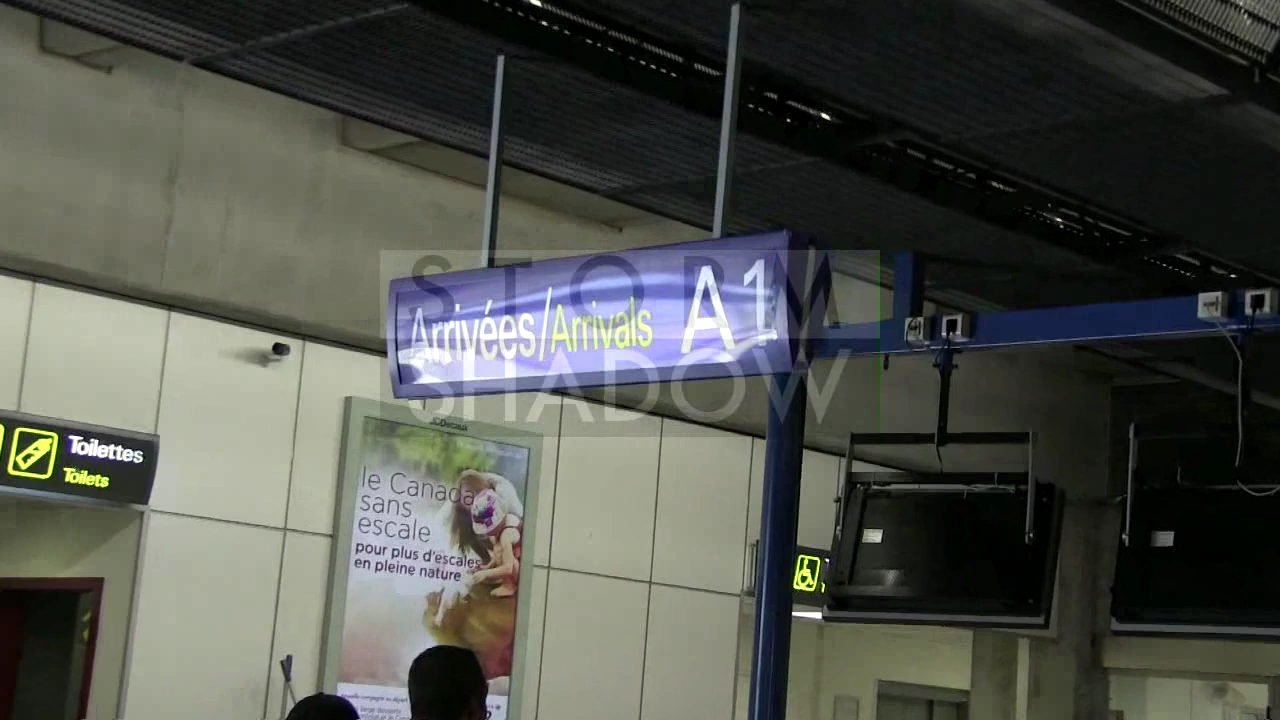 Arrivées/Arrivals A1
STORM
SHADOW
Toilettes
Toilets
JCDecaux
le Canada
sans
escale
pour plus d'escales
en pleine nature